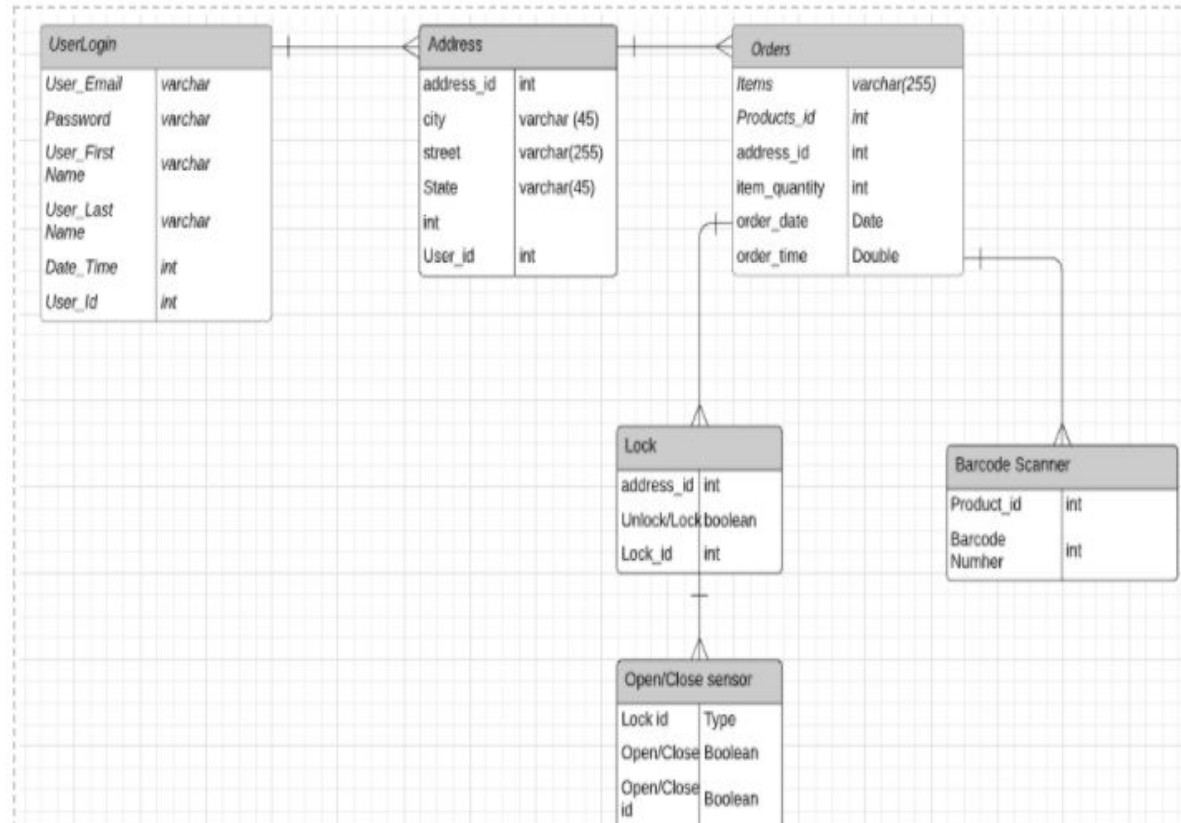 UserLogin
User_Email varchar
Password varchar
User_First
Name varchar
User_Last
Name varchar
Date_Time int
User_Id int
Address
address_id int
city varchar (45)
street varchar(255)
State varchar(45)
int
User_id int
Orders
Items varchar(255)
Products_id int
address_id int
item_quantity int
order_date Date
order_time Double
Lock
address_id int
Unlock/Lock boolean
Lock_id int
Barcode Scanner
Product_id int
Barcode
Numher int
Open/Close sensor
Lock id Type
Open/Close Boolean
Open/Close
id Boolean